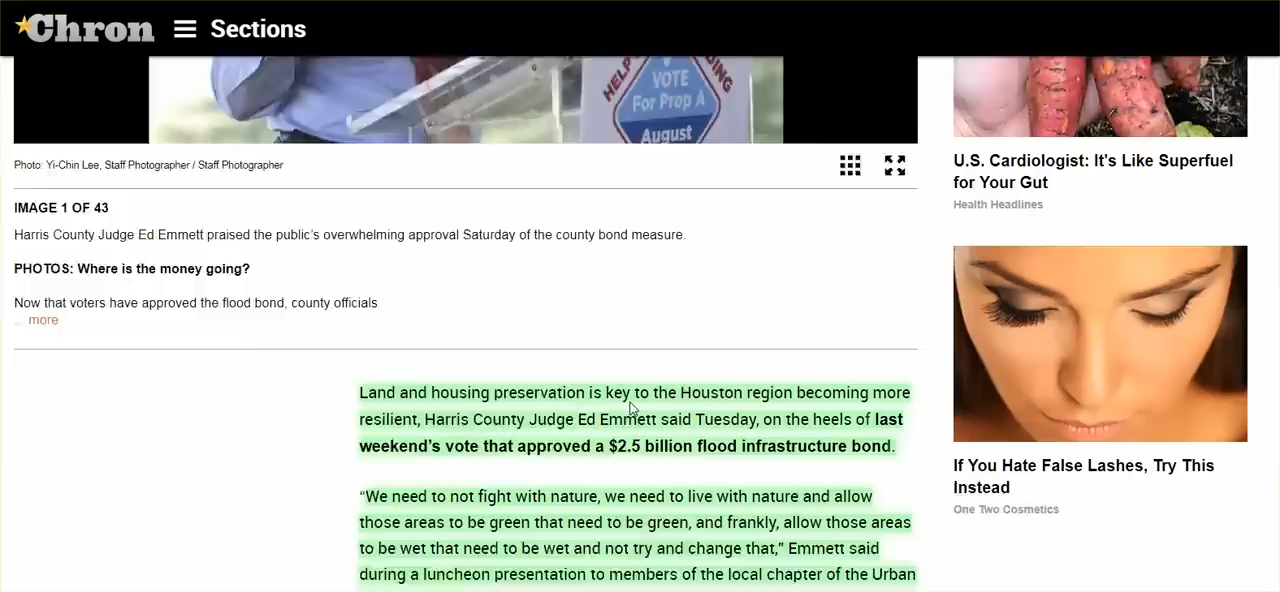 Chron
Sections
HELP
DING
VOTE
For Prop A
August
Photo: Yi-Chin Lee, Staff Photographer / Staff Photographer
IMAGE 1 OF 43
Harris County Judge Ed Emmett praised the public's overwhelming approval Saturday of the county bond measure.
PHOTOS: Where is the money going?
Now that voters have approved the flood bond, county officials
... more
Land and housing preservation is key to the Houston region becoming more
resilient, Harris County Judge Ed Emmett said Tuesday, on the heels of last
weekend’s vote that approved a $2.5 billion flood infrastructure bond.
“We need to not fight with nature, we need to live with nature and allow
those areas to be green that need to be green, and frankly, allow those areas
to be wet that need to be wet and not try and change that,” Emmett said
during a luncheon presentation to members of the local chapter of the Urban
U.S. Cardiologist: It's Like Superfuel
for Your Gut
Health Headlines
If You Hate False Lashes, Try This
Instead
One Two Cosmetics